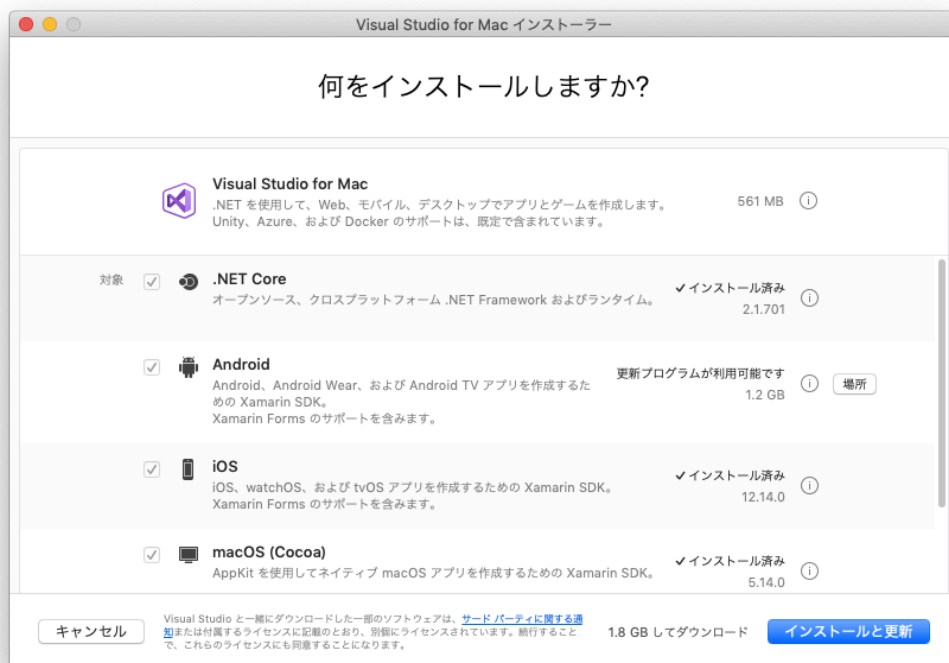 Visual Studio for Mac インストーラー
何をインストールしますか?
Visual Studio for Mac
.NET を使用して、Web、モバイル、デスクトップでアプリとゲームを作成します。
Unity、Azure、および Docker のサポートは、既定で含まれています。
561 MB
対象
.NET Core
オープンソース、クロスプラットフォーム .NET Framework およびランタイム。
✓ インストール済み
2.1.701
Android
Android、Android Wear、および Android TV アプリを作成するた
めの Xamarin SDK。
Xamarin Forms のサポートを含みます。
更新プログラムが利用可能です
1.2 GB
場所
iOS
iOS、watchOS、および tvOS アプリを作成するための Xamarin SDK。
Xamarin Forms のサポートを含みます。
✓ インストール済み
12.14.0
macOS (Cocoa)
AppKit を使用してネイティブ macOS アプリを作成するための Xamarin SDK。
✓ インストール済み
5.14.0
キャンセル
Visual Studio と一緒にダウンロードした一部のソフトウェアは、サード パーティに関する通
知または付属するライセンスに記載のとおり、別個にライセンスされています。続行すること
で、これらのライセンスにも同意することになります。
1.8 GB してダウンロード
インストールと更新